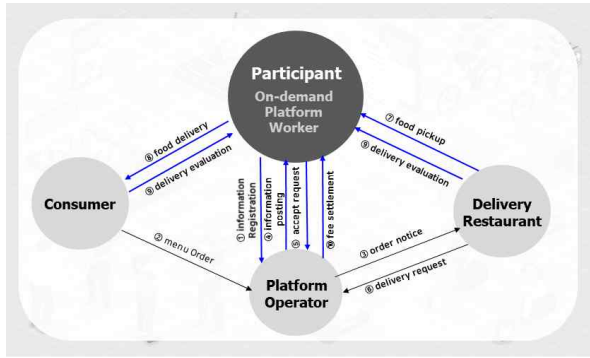 Participant
On-demand
Platform
Worker
⑦ food pickup
⑧ food delivery
⑨ delivery evaluation
⑨ delivery evaluation
Consumer
① information
Registration
④ information
posting
⑤ accept request
⑩ fee settlement
Delivery
Restaurant
② menu Order
③ order notice
⑥ delivery request
Platform
Operator